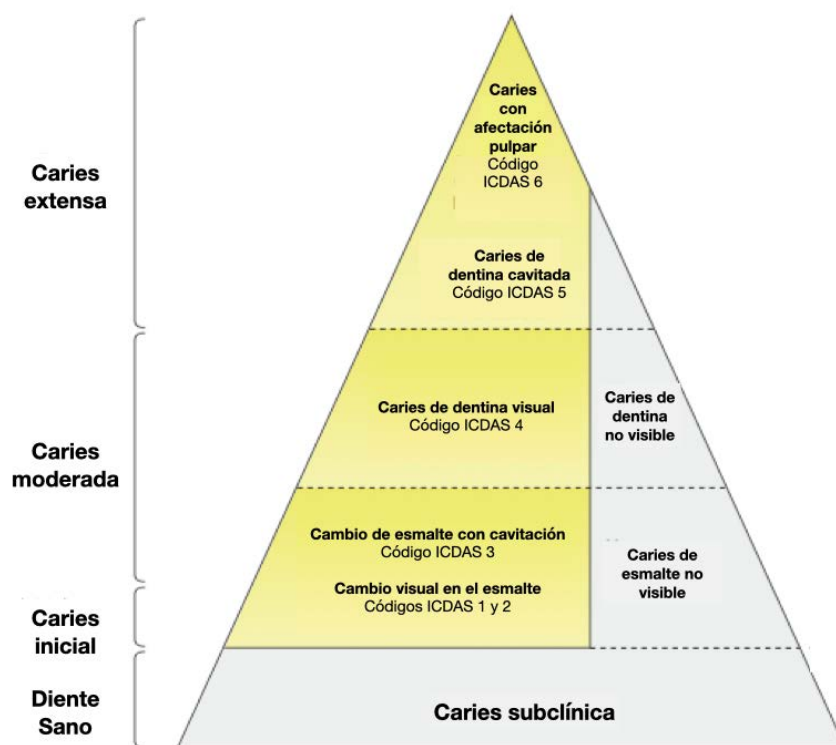 Caries
extensa
Caries
moderada
Caries
inicial
Diente
Sano
Caries
con
afectación
pulpar
Código
ICDAS 6
Caries de
dentina cavitada
Código ICDAS 5
Caries de dentina visual
Código ICDAS 4
Caries de
dentina
no visible
Cambio de esmalte con cavitación
Código ICDAS 3
Cambio visual en el esmalte
Códigos ICDAS 1 y 2
Caries de
esmalte no
visible
Caries subclínica